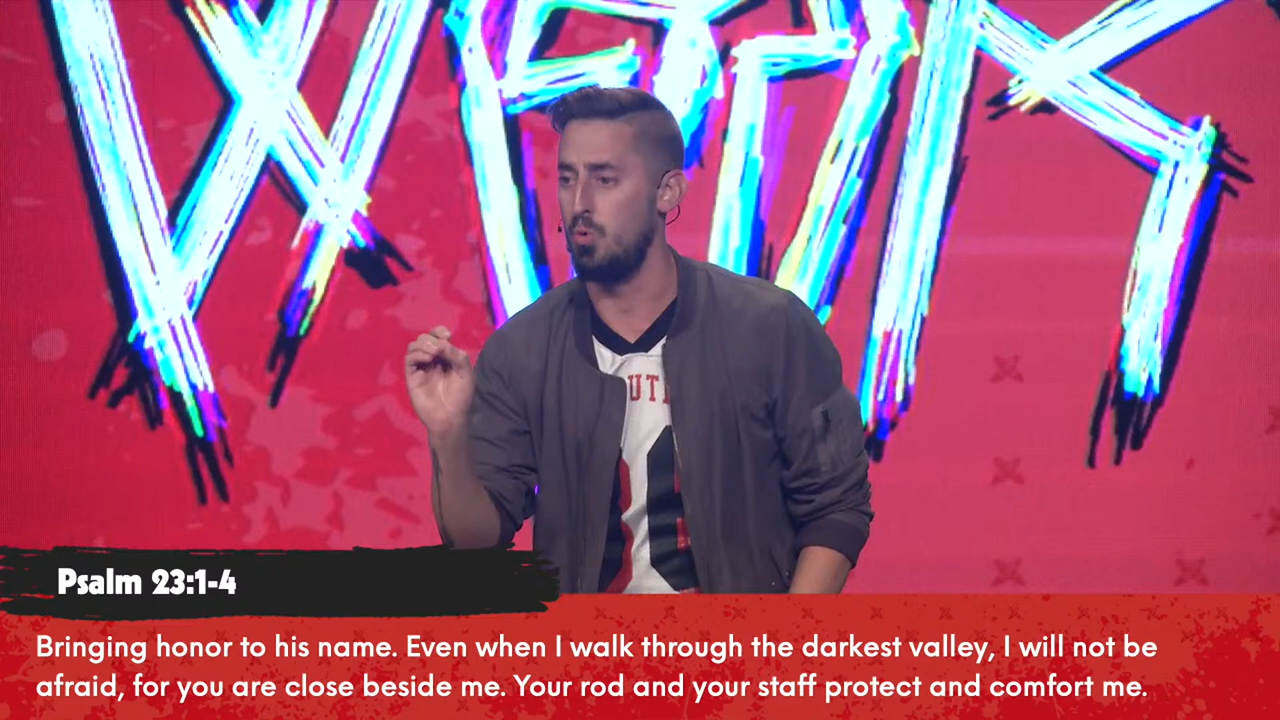 Psalm 23:1-4
Bringing honor to his name. Even when I walk through the darkest valley, I will not be
afraid, for you are close beside me. Your rod and your staff protect and comfort me.